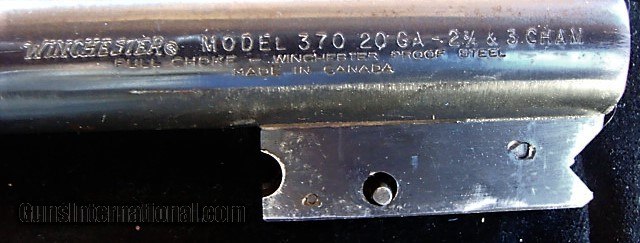 WINCHESTER® MODEL 370 20 GA - 2¾ & 3 CHAM
FULL CHOKE - WINCHESTER PROOF STEEL
MADE IN CANADA
GunsInternational.com